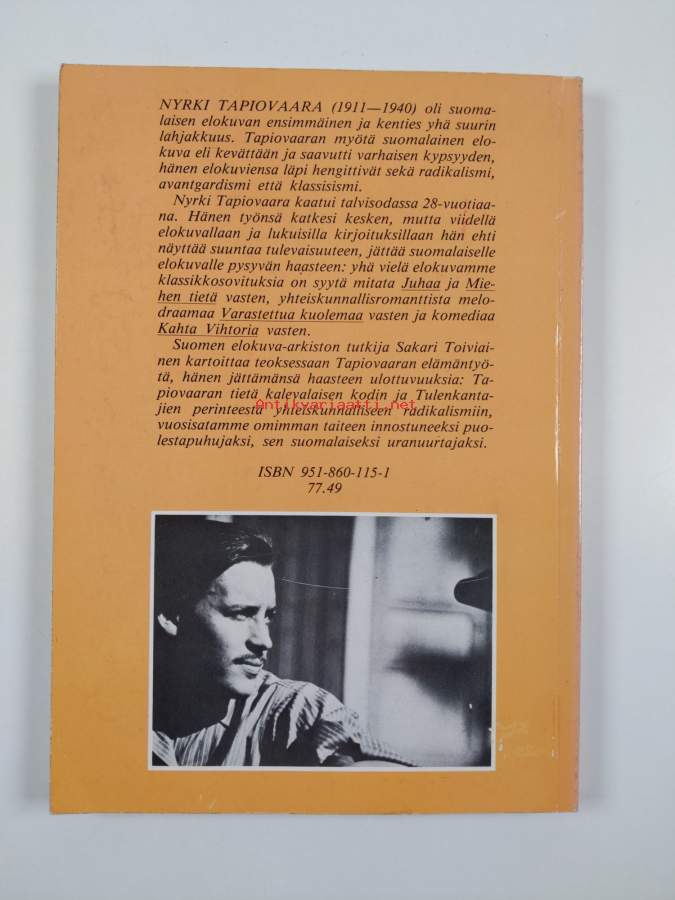 NYRKI TAPIOVAARA (1911—1940) oli suoma-
laisen elokuvan ensimmäinen ja kenties yhä suurin
lahjakkuus. Tapiovaaran myötä suomalainen elo-
kuva eli kevättään ja saavutti varhaisen kypsyyden,
hänen elokuviensa läpi hengittivät sekä radikalismi,
avantgardismi että klassisismi.
Nyrki Tapiovaara kaatui talvisodassa 28-vuotiaa-
na. Hänen työnsä katkesi kesken, mutta viidellä
elokuvallaan ja lukuisilla kirjoituksillaan hän ehti
näyttää suuntaa tulevaisuuteen, jättää suomalaiselle
elokuvalle pysyvän haasteen: yhä vielä elokuvamme
klassikkosovituksia on syytä mitata Juhaa ja Mie-
hen tietä vasten, yhteiskunnallisromanttista melo-
draamaa Varastettua kuolemaa vasten ja komediaa
Kahta Vihtoria vasten.
Suomen elokuva-arkiston tutkija Sakari Toiviai-
nen kartoittaa teoksessaan Tapiovaaran elämäntyö-
tä, hänen jättämänsä haasteen ulottuvuuksia: Ta-
piovaaran tietä kalevalaisen kodin ja Tulenkanta-
jien perinteestä yhteiskunnalliseen radikalismiin,
vuosisatamme omimman taiteen innostuneeksi puo-
lestapuhujaksi, sen suomalaiseksi uranuurtajaksi.
Antikvariaatti.net
ISBN 951-860-115-1
77.49